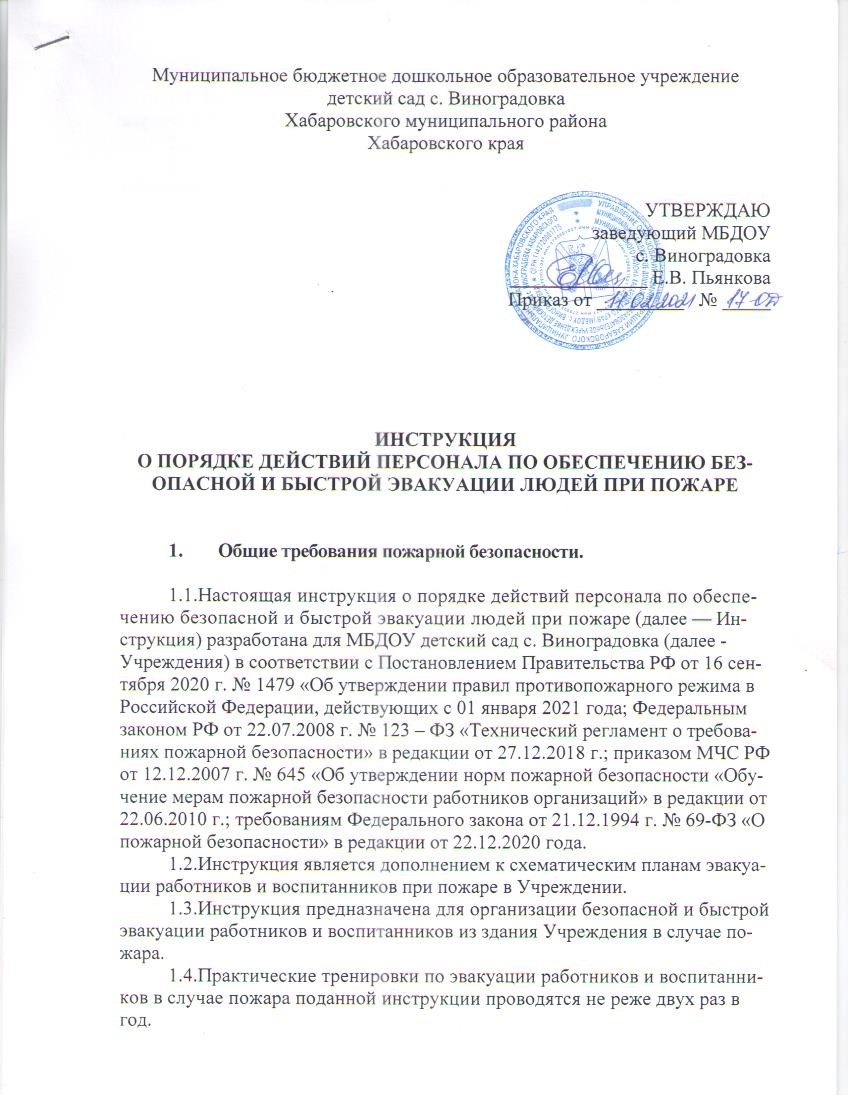 Муниципальное бюджетное дошкольное образовательное учреждение
детский сад с. Виноградовка
Хабаровского муниципального района
Хабаровского края
УТВЕРЖДАЮ
заведующий МБДОУ
с. Виноградовка
Е.В. Пьянкова
Приказ от 11.02.2021 № 17-ОД
ИНСТРУКЦИЯ
О ПОРЯДКЕ ДЕЙСТВИЙ ПЕРСОНАЛА ПО ОБЕСПЕЧЕНИЮ БЕЗ-
ОПАСНОЙ И БЫСТРОЙ ЭВАКУАЦИИ ЛЮДЕЙ ПРИ ПОЖАРЕ
1. Общие требования пожарной безопасности.
1.1.Настоящая инструкция о порядке действий персонала по обеспе-
чению безопасной и быстрой эвакуации людей при пожаре (далее — Ин-
струкция) разработана для МБДОУ детский сад с. Виноградовка (далее -
Учреждения) в соответствии с Постановлением Правительства РФ от 16 сен-
тября 2020 г. № 1479 «Об утверждении правил противопожарного режима в
Российской Федерации, действующих с 01 января 2021 года; Федеральным
законом РФ от 22.07.2008 г. № 123 – ФЗ «Технический регламент о требова-
ниях пожарной безопасности» в редакции от 27.12.2018 г.; приказом МЧС РФ
от 12.12.2007 г. № 645 «Об утверждении норм пожарной безопасности «Обу-
чение мерам пожарной безопасности работников организаций» в редакции от
22.06.2010 г.; требованиям Федерального закона от 21.12.1994 г. № 69-ФЗ «О
пожарной безопасности» в редакции от 22.12.2020 года.
1.2.Инструкция является дополнением к схематическим планам эвакуа-
ции работников и воспитанников при пожаре в Учреждении.
1.3.Инструкция предназначена для организации безопасной и быстрой
эвакуации работников и воспитанников из здания Учреждения в случае по-
жара.
1.4.Практические тренировки по эвакуации работников и воспитанни-
ков в случае пожара поданной инструкции проводятся не реже двух раз в
год.